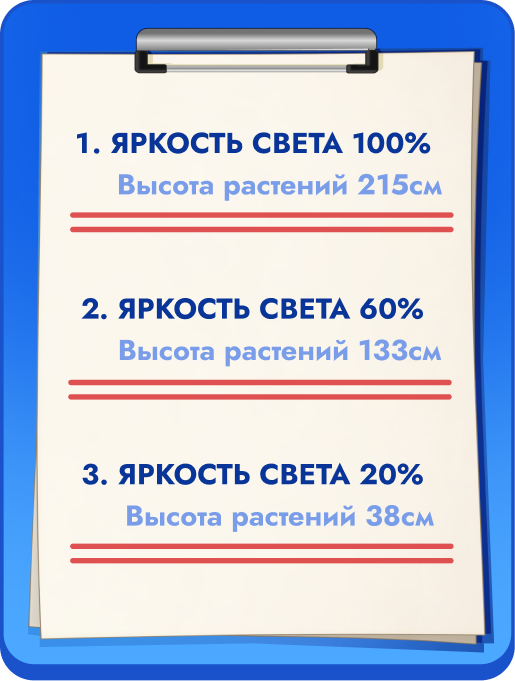 1. ЯРКОСТЬ СВЕТА 100%
Высота растений 215см
2. ЯРКОСТЬ СВЕТА 60%
Высота растений 133см
3. ЯРКОСТЬ СВЕТА 20%
Высота растений 38см